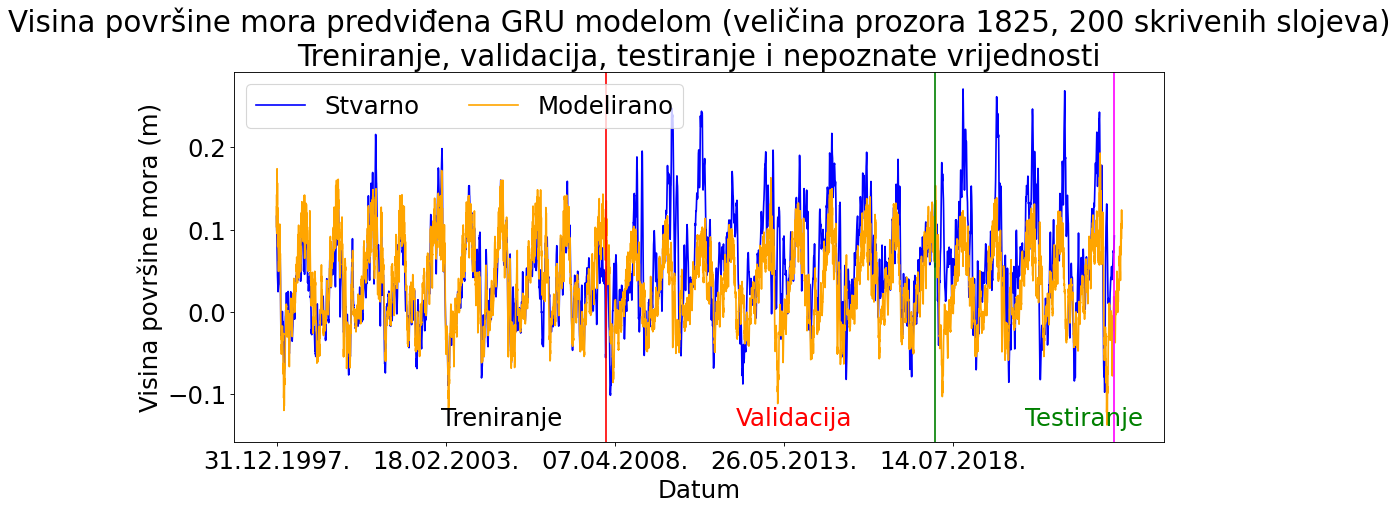 Visina površine mora predviđena GRU modelom (veličina prozora 1825, 200 skrivenih slojeva)
Treniranje, validacija, testiranje i nepoznate vrijednosti
Stvarno Modelirano
Visina površine mora (m)
0.2
0.1
0.0
−0.1
Treniranje Validacija Testiranje
31.12.1997. 18.02.2003. 07.04.2008. 26.05.2013. 14.07.2018.
Datum